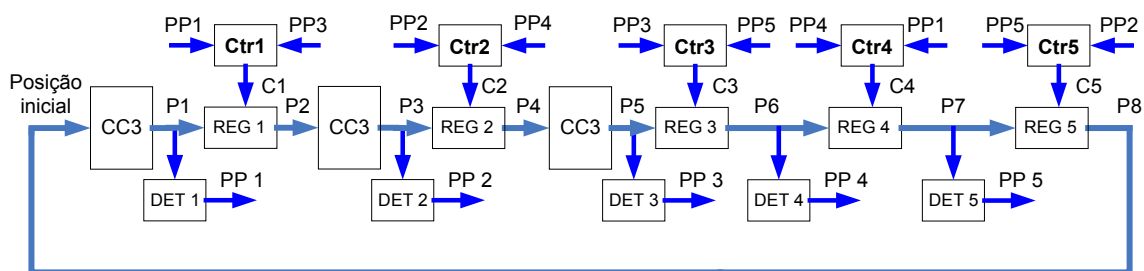 PP1 PP3 PP2 PP4 PP3 PP5 PP4 PP1 PP5 PP2
Ctr1 Ctr2 Ctr3 Ctr4 Ctr5
Posição
inicial
C1 C2 C3 C4 C5
P1 P2 P3 P4 P5 P6 P7 P8
CC3 REG 1 CC3 REG 2 CC3 REG 3 REG 4 REG 5
PP 1 PP 2 PP 3 PP 4 PP 5
DET 1 DET 2 DET 3 DET 4 DET 5